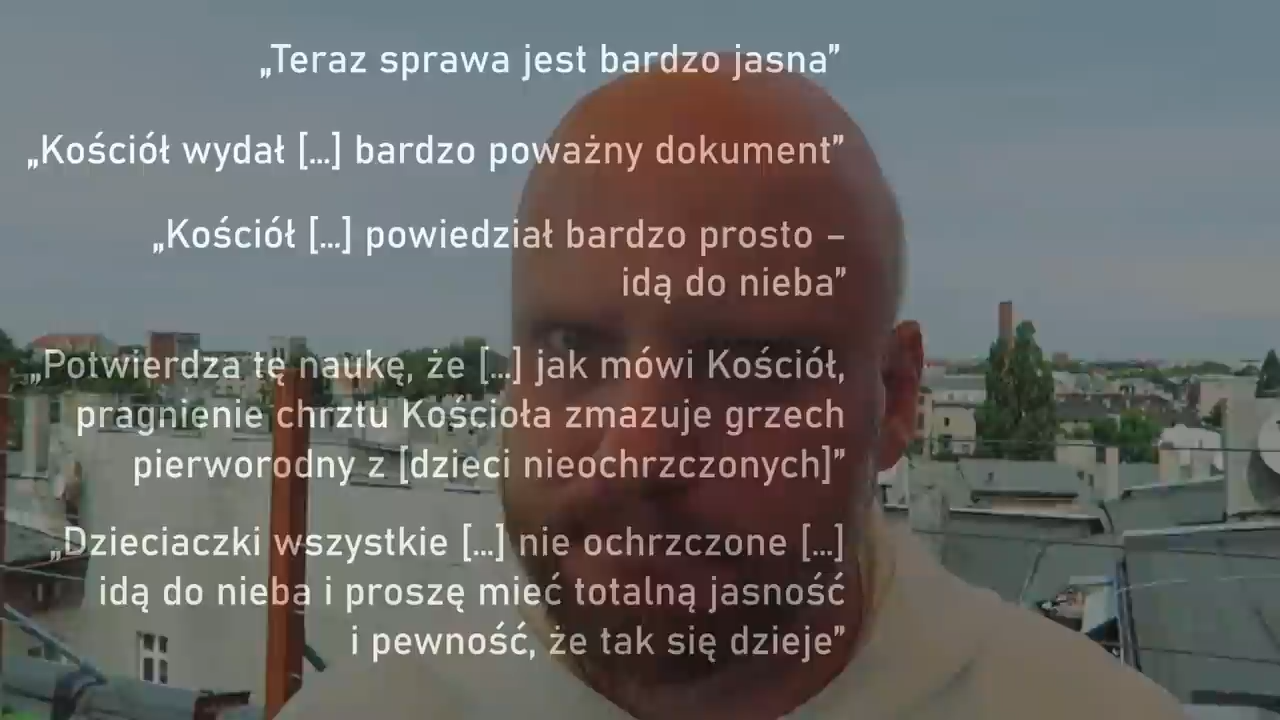 „Teraz sprawa jest bardzo jasna”
„Kościół wydał [...] bardzo poważny dokument”
„Kościół [...] powiedział bardzo prosto –
idą do nieba”
„Potwierdza tę naukę, że [...] jak mówi Kościół,
pragnienie chrztu Kościoła zmazuje grzech
pierworodny z [dzieci nieochrzczonych]”
„Dzieciaczki wszystkie [...] nie ochrzczone [...]
idą do nieba i proszę mieć totalną jasność
i pewność, że tak się dzieje”